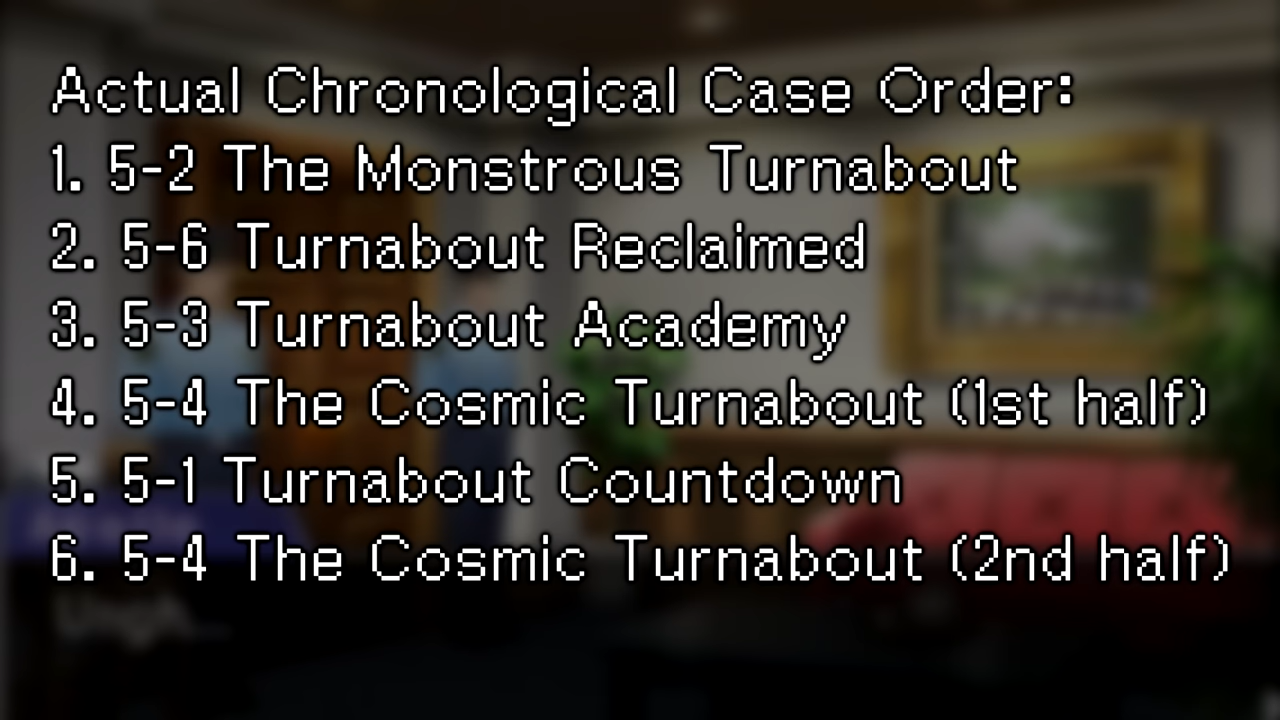 Actual Chronological Case Order:
1. 5-2 The Monstrous Turnabout
2. 5-6 Turnabout Reclaimed
3. 5-3 Turnabout Academy
4. 5-4 The Cosmic Turnabout (1st half)
5. 5-1 Turnabout Countdown
6. 5-4 The Cosmic Turnabout (2nd half)